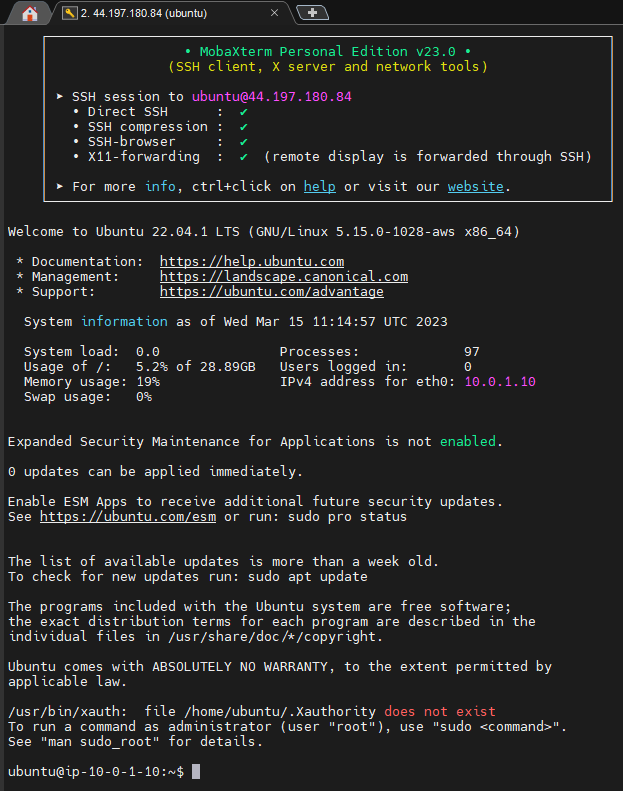 2. 44.197.180.84 (ubuntu)
• MobaXterm Personal Edition v23.0 •
(SSH client, X server and network tools)
➤ SSH session to ubuntu@44.197.180.84
• Direct SSH : ✔
• SSH compression : ✔
• SSH-browser : ✔
• X11-forwarding : ✔ (remote display is forwarded through SSH)
➤ For more info, ctrl+click on help or visit our website.
Welcome to Ubuntu 22.04.1 LTS (GNU/Linux 5.15.0-1028-aws x86_64)
* Documentation: https://help.ubuntu.com
* Management: https://landscape.canonical.com
* Support: https://ubuntu.com/advantage
System information as of Wed Mar 15 11:14:57 UTC 2023
System load: 0.0 Processes: 97
Usage of /: 5.2% of 28.89GB Users logged in: 0
Memory usage: 19% IPv4 address for eth0: 10.0.1.10
Swap usage: 0%
Expanded Security Maintenance for Applications is not enabled.
0 updates can be applied immediately.
Enable ESM Apps to receive additional future security updates.
See https://ubuntu.com/esm or run: sudo pro status
The list of available updates is more than a week old.
To check for new updates run: sudo apt update
The programs included with the Ubuntu system are free software;
the exact distribution terms for each program are described in the
individual files in /usr/share/doc/*/copyright.
Ubuntu comes with ABSOLUTELY NO WARRANTY, to the extent permitted by
applicable law.
/usr/bin/xauth: file /home/ubuntu/.Xauthority does not exist
To run a command as administrator (user "root"), use "sudo <command>".
See "man sudo_root" for details.
ubuntu@ip-10-0-1-10:~$